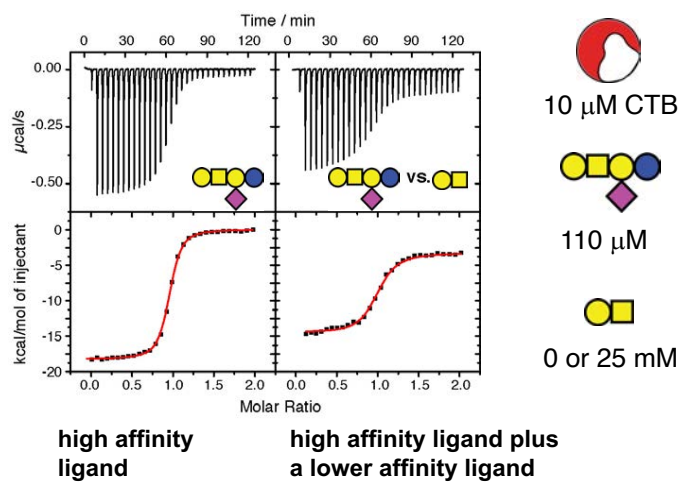 Time / min
0 30 60 90 120 0 30 60 90 120
0.00
-0.25
-0.50
µcal/s
vs.
0
-5
-10
-15
-20
kcal/mol of injectant
0.0 0.5 1.0 1.5 2.0 0.0 0.5 1.0 1.5 2.0
Molar Ratio
high affinity
ligand
high affinity ligand plus
a lower affinity ligand
10 µM CTB
110 µM
0 or 25 mM